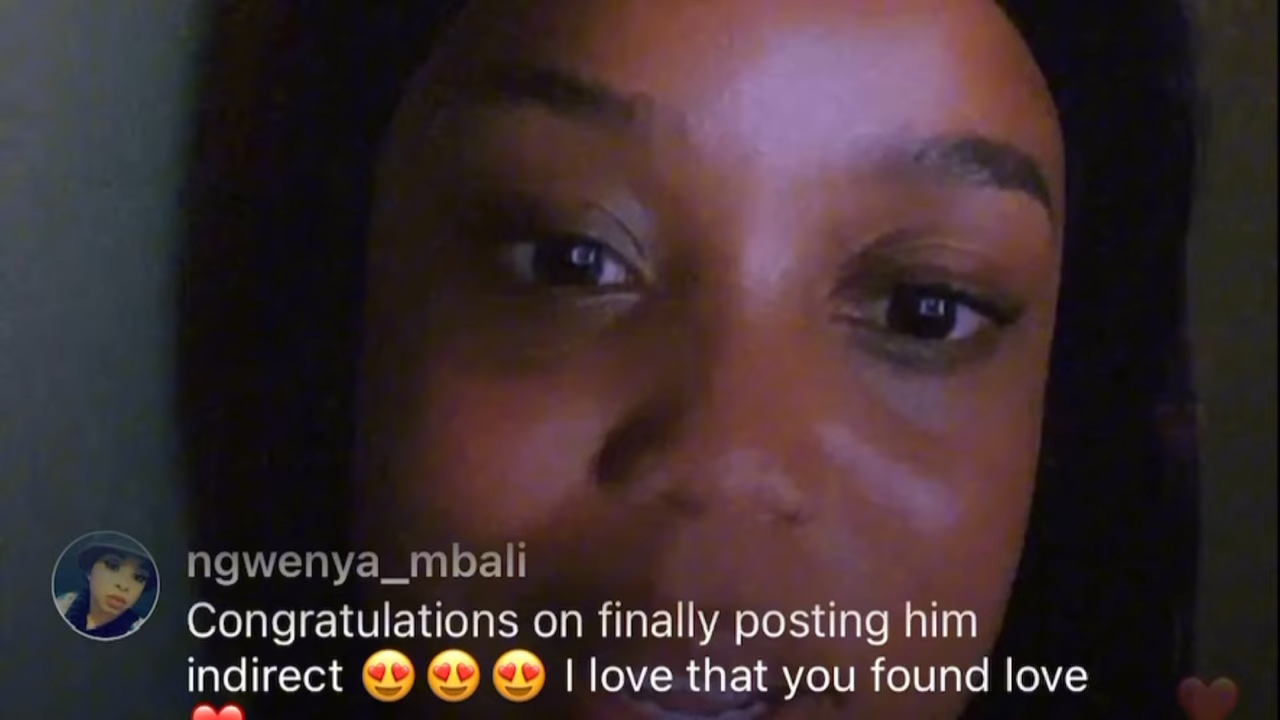 ngwenya_mbali
Congratulations on finally posting him
indirect 😍😍😍 I love that you found love
❤️